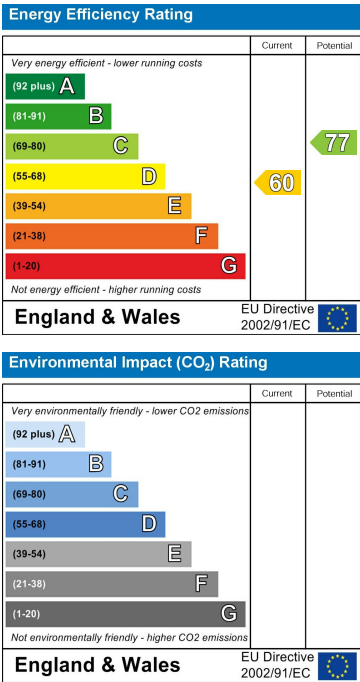 Energy Efficiency Rating
Current Potential
Very energy efficient - lower running costs
(92 plus) A
(81-91) B
(69-80) C
77
(55-68) D
60
(39-54) E
(21-38) F
(1-20) G
Not energy efficient - higher running costs
England & Wales
EU Directive
2002/91/EC
Environmental Impact (CO₂) Rating
Current Potential
Very environmentally friendly - lower CO2 emissions
(92 plus) A
(81-91) B
(69-80) C
(55-68) D
(39-54) E
(21-38) F
(1-20) G
Not environmentally friendly - higher CO2 emissions
England & Wales
EU Directive
2002/91/EC